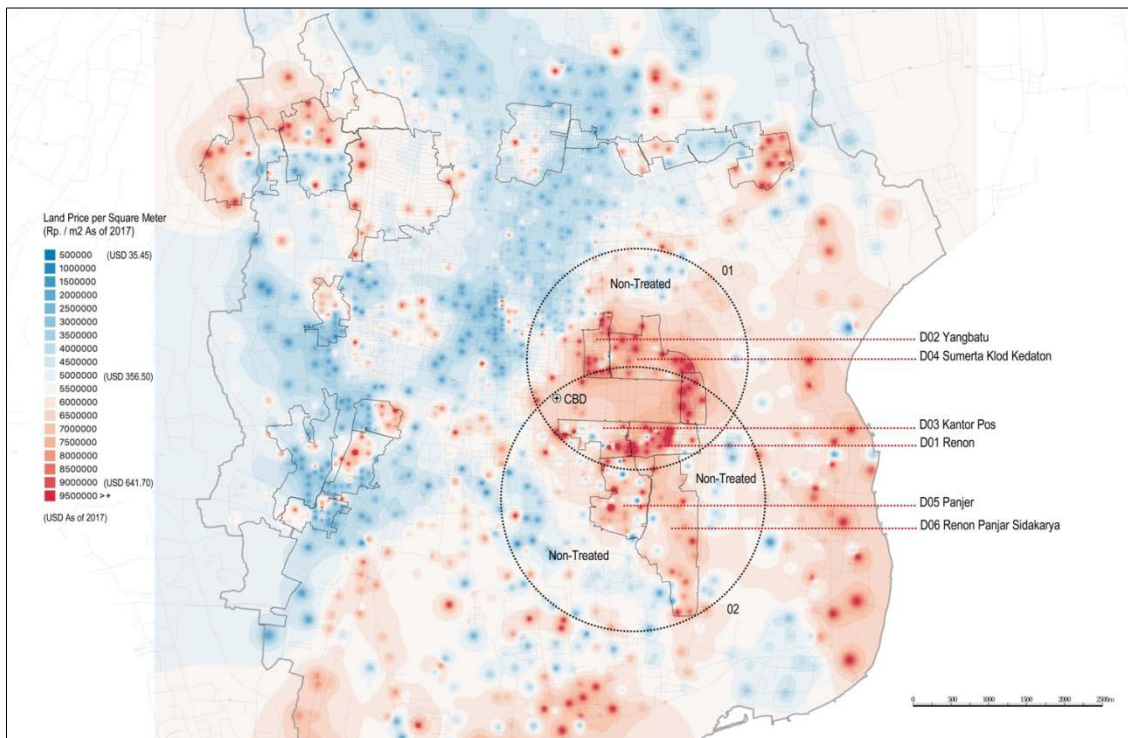 Land Price per Square Meter
(Rp. / m2 As of 2017)
500000 (USD 35.45)
1000000
1500000
2000000
2500000
3000000
3500000
4000000
4500000
5000000 (USD 356.50)
5500000
6000000
6500000
7000000
7500000
8000000
8500000
9000000 (USD 641.70)
9500000 >+
(USD As of 2017)
01
Non-Treated
D02 Yangbatu
D04 Sumerta Klod Kedaton
CBD
D03 Kantor Pos
D01 Renon
Non-Treated
D05 Panjer
D06 Renon Panjar Sidakarya
Non-Treated
02
0 500 1000 1500 2000 2500m